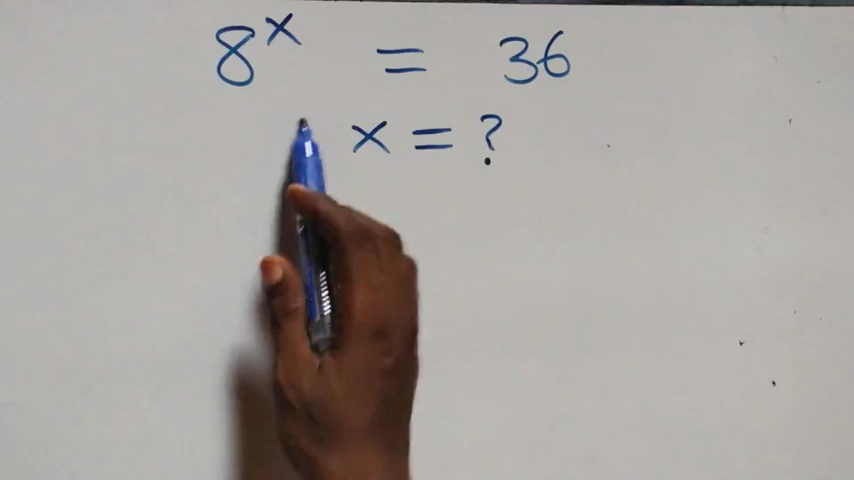 8^x = 36
x = ?